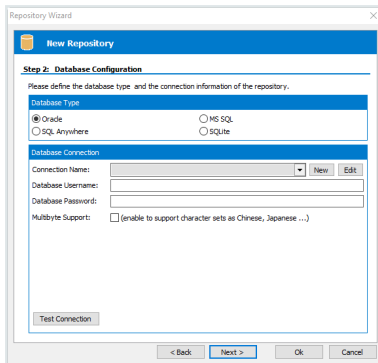 Repository Wizard
New Repository
Step 2: Database Configuration
Please define the database type and the connection information of the repository.
Database Type
Oracle
MS SQL
SQL Anywhere
SQLite
Database Connection
Connection Name:
New
Edit
Database Username:
Database Password:
Multibyte Support:
(enable to support character sets as Chinese, Japanese ...)
Test Connection
< Back
Next >
Ok
Cancel